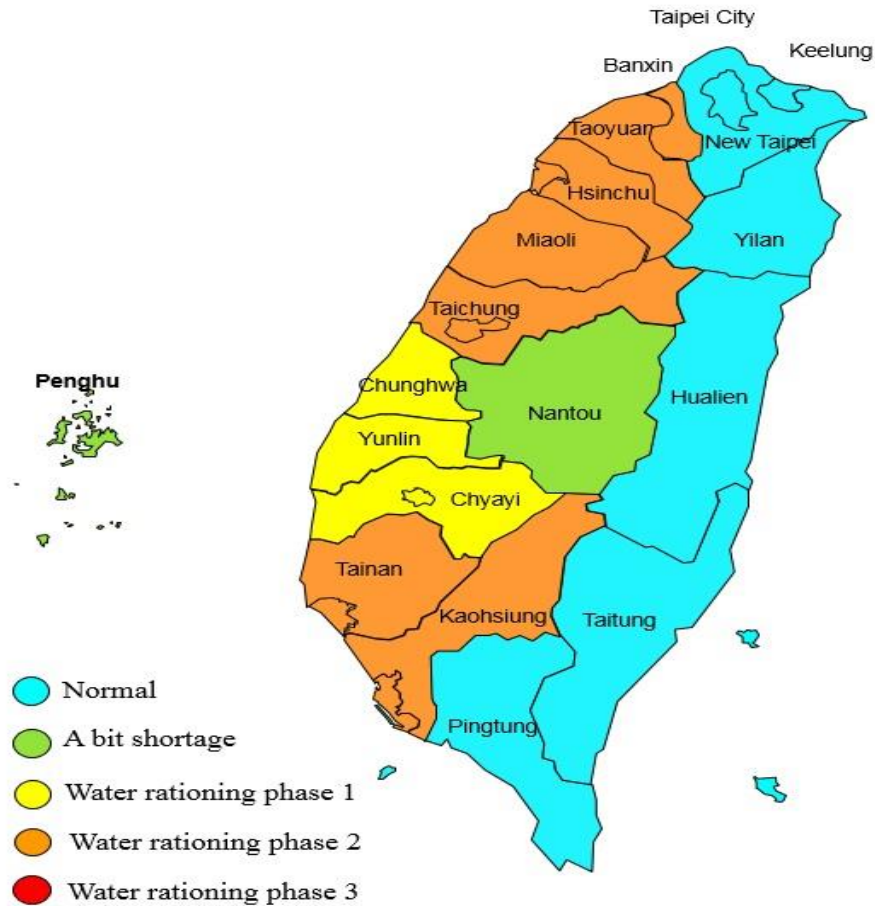 Taipei City
Keelung
Banxin
Taoyuan
New Taipei
Hsinchu
Miaoli
Yilan
Taichung
Penghu
Chunghwa
Hualien
Nantou
Yunlin
Chyayi
Tainan
Kaohsiung
Taitung
Pingtung
Normal
A bit shortage
Water rationing phase 1
Water rationing phase 2
Water rationing phase 3